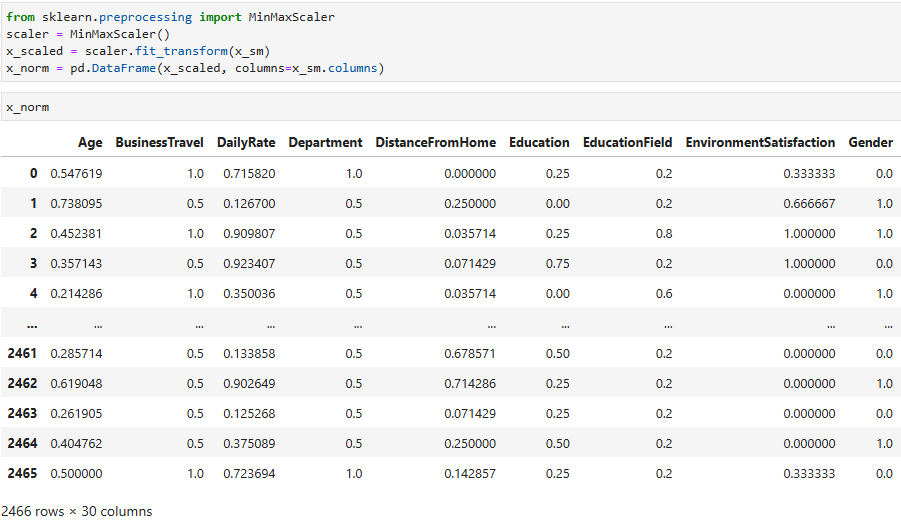 from sklearn.preprocessing import MinMaxScaler
scaler = MinMaxScaler()
x_scaled = scaler.fit_transform(x_sm)
x_norm = pd.DataFrame(x_scaled, columns=x_sm.columns)
x_norm
Age BusinessTravel DailyRate Department DistanceFromHome Education EducationField EnvironmentSatisfaction Gender
0 0.547619 1.0 0.715820 1.0 0.000000 0.25 0.2 0.333333 0.0
1 0.738095 0.5 0.126700 0.5 0.250000 0.00 0.2 0.666667 1.0
2 0.452381 1.0 0.909807 0.5 0.035714 0.25 0.8 1.000000 1.0
3 0.357143 0.5 0.923407 0.5 0.071429 0.75 0.2 1.000000 0.0
4 0.214286 1.0 0.350036 0.5 0.035714 0.00 0.6 0.000000 1.0
... ... ... ... ... ... ... ... ... ...
2461 0.285714 0.5 0.133858 0.5 0.678571 0.50 0.2 0.000000 0.0
2462 0.619048 0.5 0.902649 0.5 0.714286 0.25 0.2 0.000000 1.0
2463 0.261905 0.5 0.125268 0.5 0.071429 0.25 0.2 0.000000 0.0
2464 0.404762 0.5 0.375089 0.5 0.250000 0.50 0.2 0.000000 1.0
2465 0.500000 1.0 0.723694 1.0 0.142857 0.25 0.2 0.333333 0.0
2466 rows × 30 columns